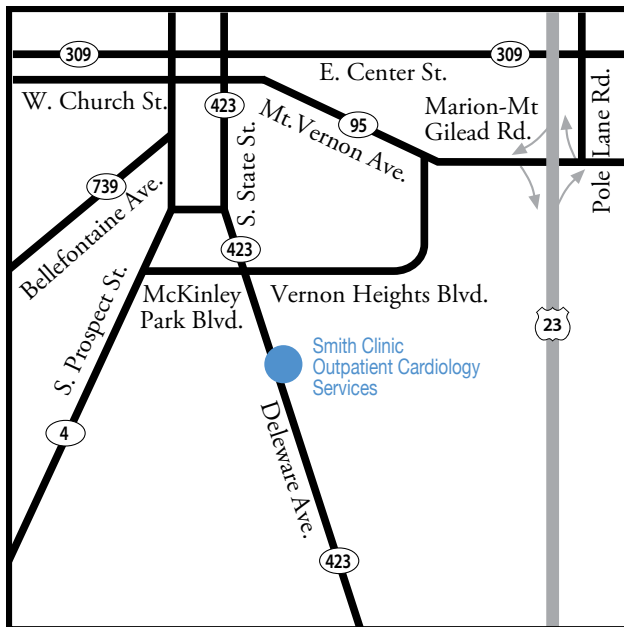 309
309
E. Center St.
W. Church St.
423
S. State St.
95
Mt. Vernon Ave.
Marion-Mt
Gilead Rd.
Pole Lane Rd.
739
Bellefontaine Ave.
423
McKinley
Park Blvd.
Vernon Heights Blvd.
S. Prospect St.
23
Smith Clinic
Outpatient Cardiology
Services
4
Deleware Ave.
423